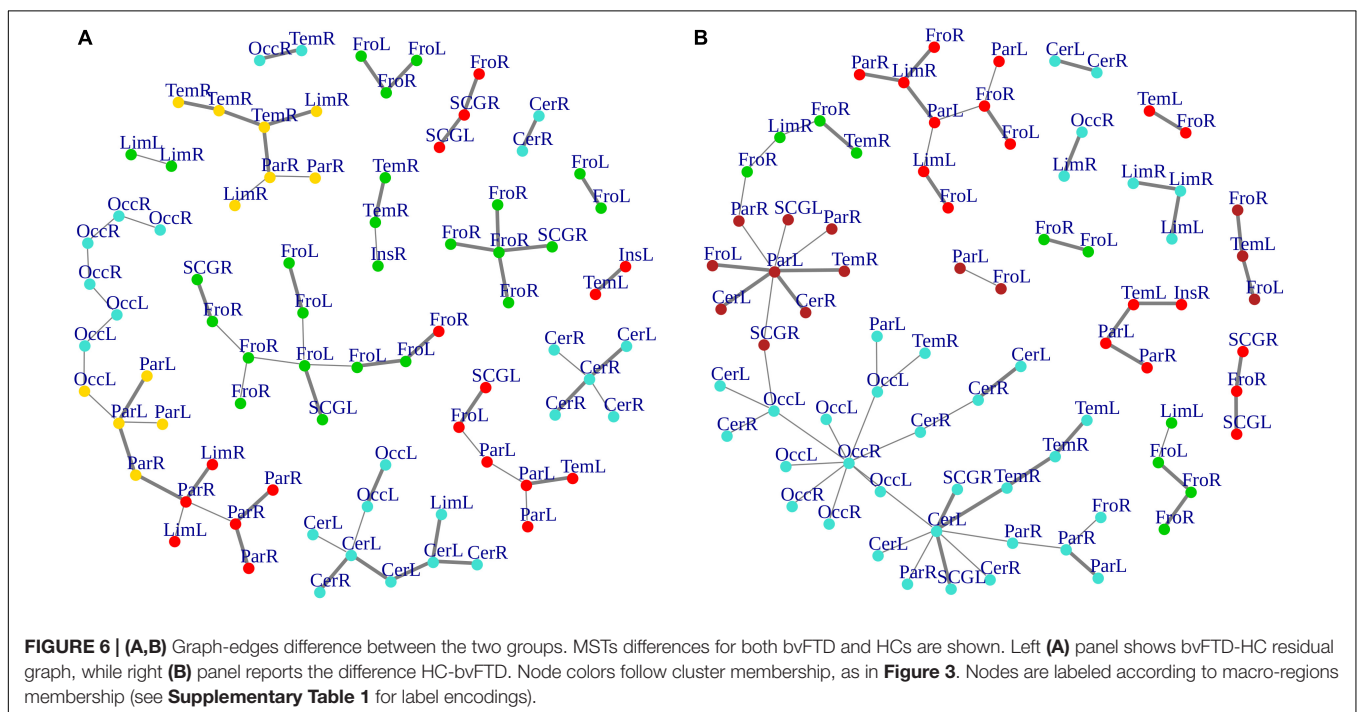 A
B
OccR TemR FroL FroL
FroR
FroR
TemR TemR TemR LimR
SCGR
SCGL
CerR
CerR
LimL LimR
ParR ParR
LimR
TemR
TemR
InsR
FroL
FroL
OccR
OccR OccR
OccR
OccL
OccL
OccL
FroR
FroR FroR SCGR
FroR
InsL
TemL
SCGR
FroR
FroL
FroL
FroR
FroL
FroL
FroL
FroR
FroR
SCGL
CerR
CerL
CerR
CerR
CerR
ParL
ParL ParL
ParR
SCGL
FroL
ParL
ParL TemL
ParL
LimR
ParR
LimL
ParR
ParR
ParR
OccL
OccL
CerL
CerL
CerR
CerL
LimL
CerL CerR
FroR
ParR LimR
ParL
ParL
FroR
FroL
LimL
FroL
CerL
CerR
TemL
FroR
OccR
LimR
LimR LimR
LimL
FroR
LimR
TemR
FroR
ParR SCGL ParR
FroL ParL TemR
CerL CerR
SCGR
FroR FroL
ParL
FroL
FroR
TemL
FroL
TemL InsR
ParL
ParR
SCGR
FroR
SCGL
ParL
TemR
OccL
CerL
CerR
CerR
CerL
OccL
CerR
OccL
OccR
OccL
OccR
OccR
OccL
TemL
TemR
TemR
SCGR
CerL
CerL
ParR SCGL CerR
ParR
ParR
FroR
ParL
LimL
FroL
FroR
FroR
FIGURE 6 | (A,B) Graph-edges difference between the two groups. MSTs differences for both bvFTD and HCs are shown. Left (A) panel shows bvFTD-HC residual
graph, while right (B) panel reports the difference HC-bvFTD. Node colors follow cluster membership, as in Figure 3. Nodes are labeled according to macro-regions
membership (see Supplementary Table 1 for label encodings).